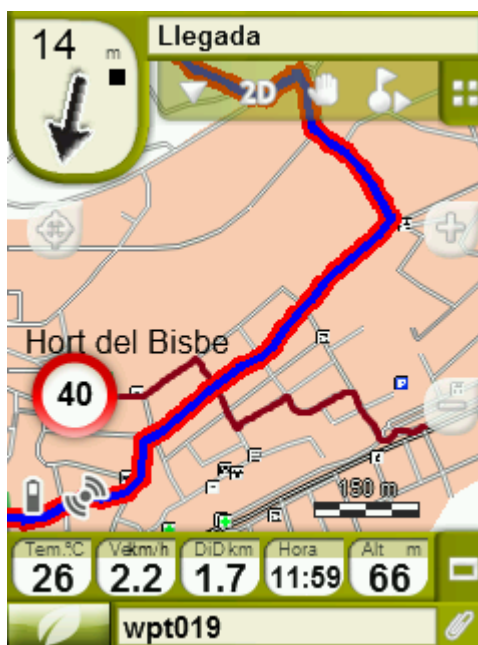 14 m
Llegada
2D
Hort del Bisbe
40
P
150 m
Tem.ºC Vel km/h DiD km Hora Alt m
26 2.2 1.7 11:59 66
wpt019